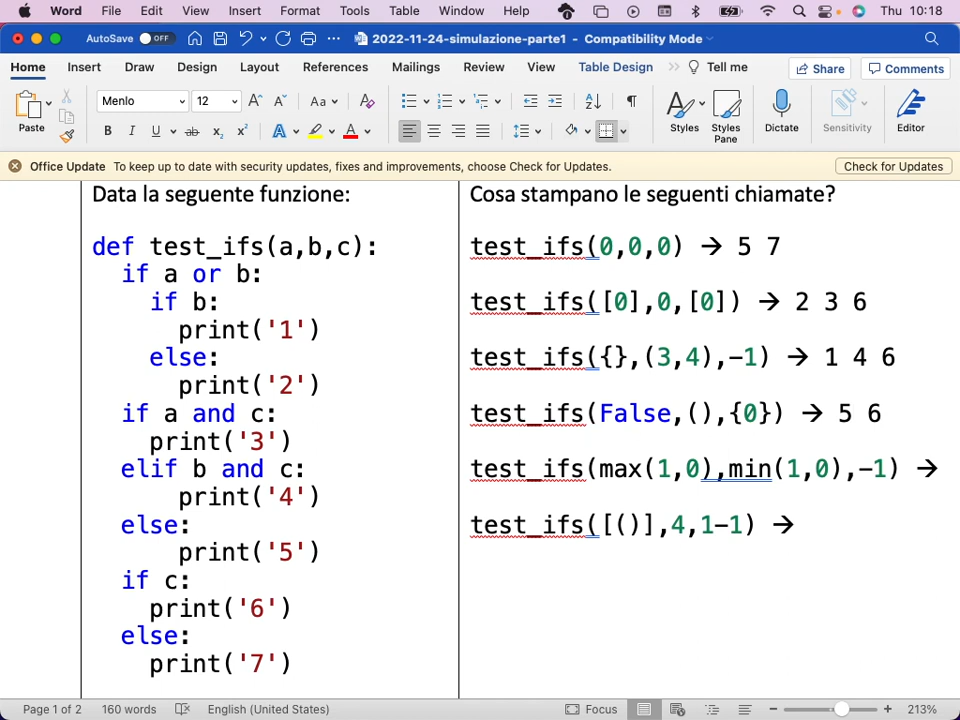 Word File Edit View Insert Format Tools Table Window Help Thu 10:18
AutoSave OFF ... 2022-11-24-simulazione-parte1 - Compatibility Mode
Home Insert Draw Design Layout References Mailings Review View Table Design >> Tell me Share Comments
Menlo 12 Aa
Paste B I U ab x₂ x² A A Styles Styles Pane Dictate Sensitivity Editor
Office Update To keep up to date with security updates, fixes and improvements, choose Check for Updates. Check for Updates
Data la seguente funzione:
def test_ifs(a,b,c):
  if a or b:
    if b:
      print('1')
    else:
      print('2')
  if a and c:
    print('3')
  elif b and c:
      print('4')
  else:
      print('5')
  if c:
    print('6')
  else:
    print('7')
Cosa stampano le seguenti chiamate?
test_ifs(0,0,0) → 5 7
test_ifs([0],0,[0]) → 2 3 6
test_ifs({},(3,4),-1) → 1 4 6
test_ifs(False,(),{0}) → 5 6
test_ifs(max(1,0),min(1,0),-1) →
test_ifs([()],4,1-1) →
Page 1 of 2 160 words English (United States) Focus 213%